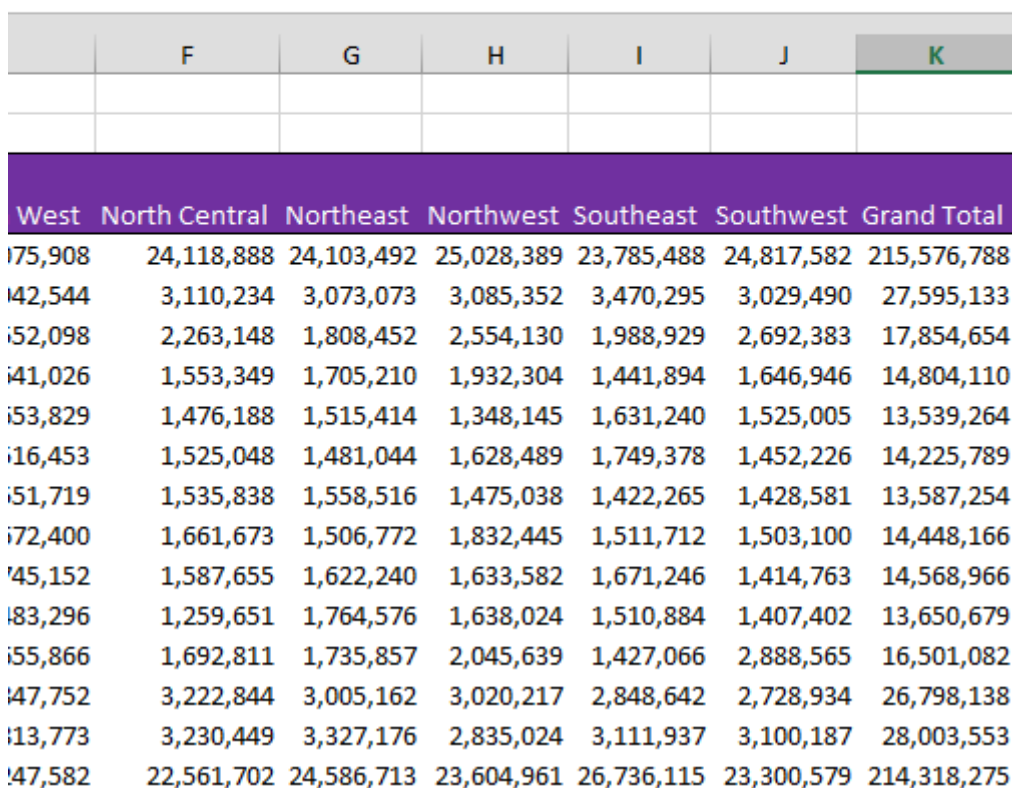 F G H I J K
West North Central Northeast Northwest Southeast Southwest Grand Total
24,118,888 24,103,492 25,028,389 23,785,488 24,817,582 215,576,788
3,110,234 3,073,073 3,085,352 3,470,295 3,029,490 27,595,133
2,263,148 1,808,452 2,554,130 1,988,929 2,692,383 17,854,654
1,553,349 1,705,210 1,932,304 1,441,894 1,646,946 14,804,110
1,476,188 1,515,414 1,348,145 1,631,240 1,525,005 13,539,264
1,525,048 1,481,044 1,628,489 1,749,378 1,452,226 14,225,789
1,535,838 1,558,516 1,475,038 1,422,265 1,428,581 13,587,254
1,661,673 1,506,772 1,832,445 1,511,712 1,503,100 14,448,166
1,587,655 1,622,240 1,633,582 1,671,246 1,414,763 14,568,966
1,259,651 1,764,576 1,638,024 1,510,884 1,407,402 13,650,679
1,692,811 1,735,857 2,045,639 1,427,066 2,888,565 16,501,082
3,222,844 3,005,162 3,020,217 2,848,642 2,728,934 26,798,138
3,230,449 3,327,176 2,835,024 3,111,937 3,100,187 28,003,553
22,561,702 24,586,713 23,604,961 26,736,115 23,300,579 214,318,275